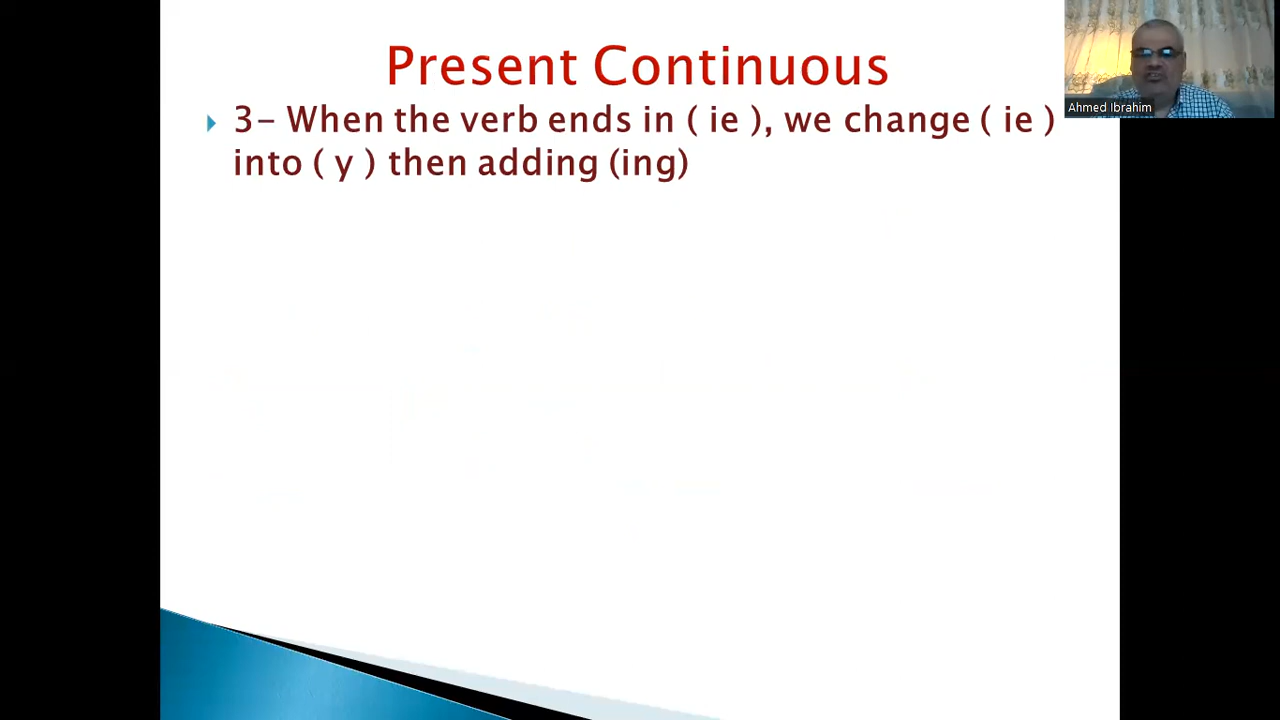 Present Continuous
3- When the verb ends in ( ie ), we change ( ie )
into ( y ) then adding (ing)
Ahmed Ibrahim